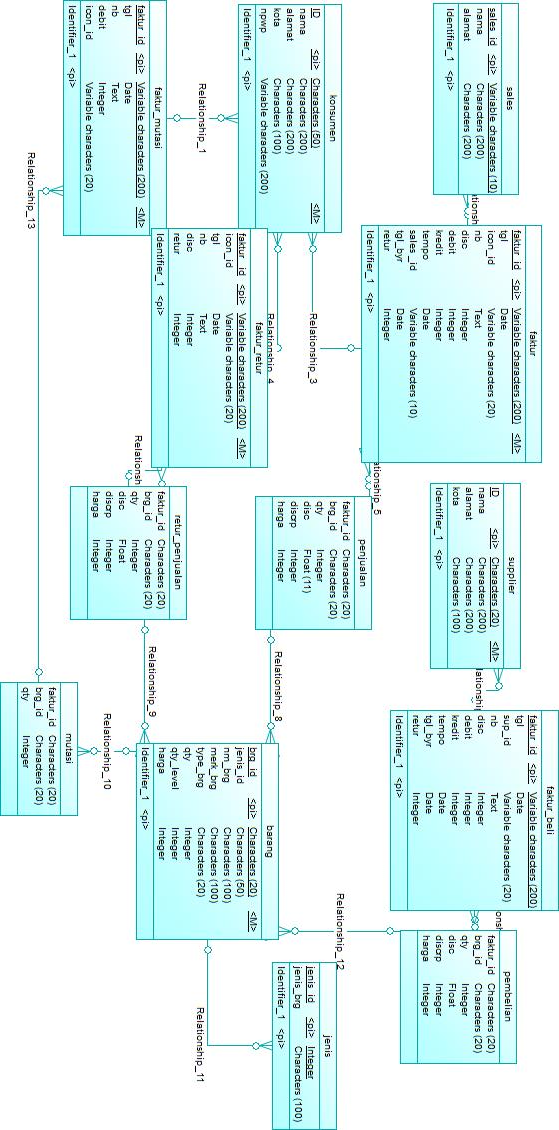 sales
sales_id <pi> Variable characters (10)
nama Characters (200)
alamat Characters (200)
Identifier_1 <pi>
konsumen
ID <pi> Characters (50) <M>
nama Characters (200)
alamat Characters (200)
kota Characters (100)
npwp Variable characters (200)
Identifier_1 <pi>
Relationship_1
faktur_mutasi
faktur_id <pi> Variable characters (200) <M>
tgl Date
nb Text
debit Integer
icon_id Variable characters (20)
Identifier_1 <pi>
Relationship_13
faktur
faktur_id <pi> Variable characters (200) <M>
tgl Date
icon_id Variable characters (20)
nb Text
disc Integer
debit Integer
kredit Integer
tempo Date
sales_id Variable characters (10)
tgl_byr Date
retur Integer
Identifier_1 <pi>
Relationship_3
Relationship_4
faktur_retur
faktur_id <pi> Variable characters (200) <M>
icon_id Variable characters (20)
tgl Date
nb Text
disc Integer
retur Integer
Identifier_1 <pi>
supplier
ID <pi> Characters (20) <M>
nama Characters (200)
alamat Characters (200)
kota Characters (100)
Identifier_1 <pi>
penjualan
faktur_id Characters (20)
brg_id Characters (20)
qty Integer
disc Float (11)
discrp Integer
harga Integer
retur_penjualan
faktur_id Characters (20)
brg_id Characters (20)
qty Integer
disc Float
discrp Integer
harga Integer
Relationship_8
Relationship_9
Relationship_10
mutasi
faktur_id Characters (20)
brg_id Characters (20)
qty Integer
faktur_beli
faktur_id <pi> Variable characters (200)
tgl Date
sup_id Variable characters (20)
nb Text
disc Integer
debit Integer
kredit Integer
tempo Date
tgl_byr Date
retur Integer
Identifier_1 <pi>
barang
brg_id <pi> Characters (20) <M>
jenis_id Characters (50)
nm_brg Characters (100)
merk_brg Characters (100)
type_brg Characters (20)
qty Integer
qty_level Integer
harga Integer
Identifier_1 <pi>
Relationship_12
pembelian
faktur_id Characters (20)
brg_id Characters (20)
qty Integer
disc Float
discrp Integer
harga Integer
Relationship_11
jenis
jenis_id <pi> Integer
jenis_brg Characters (100)
Identifier_1 <pi>